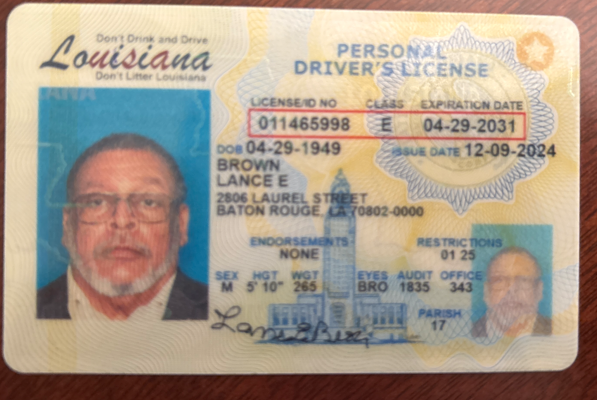 Don't Drink and Drive
Louisiana
Don't Litter Louisiana
PERSONAL
DRIVER'S LICENSE
LICENSE/ID NO CLASS EXPIRATION DATE
011465998 E 04-29-2031
DOB 04-29-1949 ISSUE DATE 12-09-2024
BROWN
LANCE E
2806 LAUREL STREET
BATON ROUGE, LA 70802-0000
ENDORSEMENTS RESTRICTIONS
NONE 01 25
SEX HGT WGT EYES AUDIT OFFICE
M 5' 10" 265 BRO 1835 343
PARISH
17